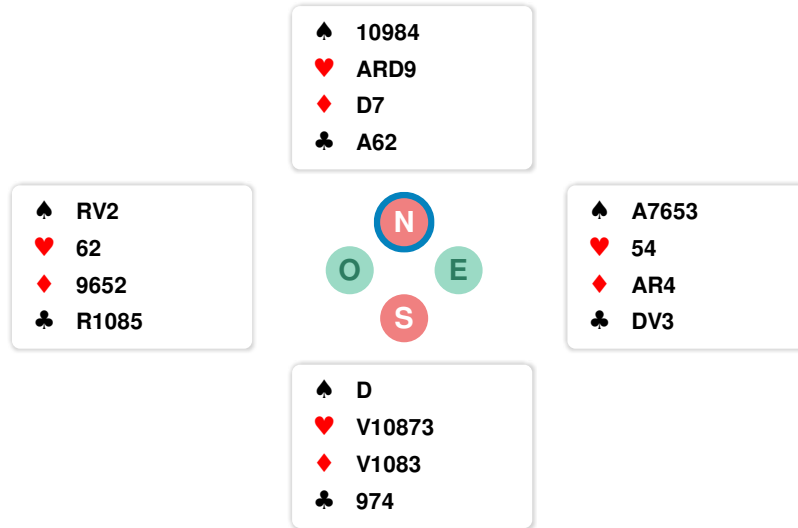 ♠ 10984
♥ ARD9
♦ D7
♣ A62
♠ RV2
♥ 62
♦ 9652
♣ R1085
N
O E
S
♠ A7653
♥ 54
♦ AR4
♣ DV3
♠ D
♥ V10873
♦ V1083
♣ 974